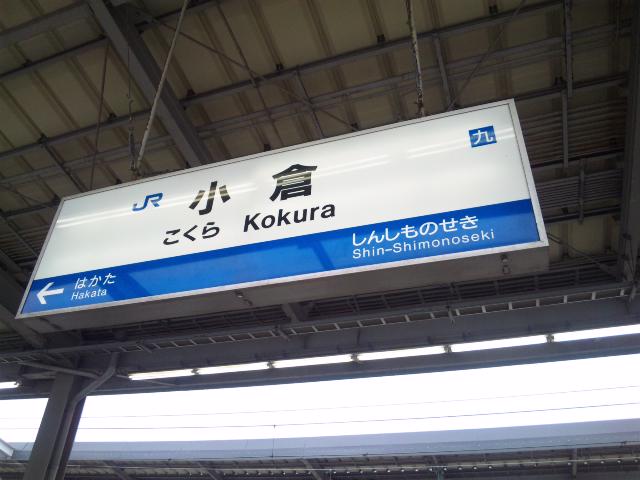 九
JR 小倉
こくら Kokura
しんしものせき
Shin-Shimonoseki
← はかた
Hakata